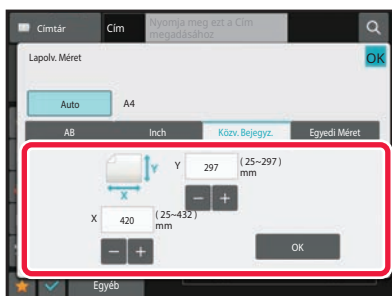 Címtár
Cím
Nyomja meg ezt a Cím
megadásához
Lapolv. Méret
OK
Auto
A4
AB
Inch
Közv. Bejegyz.
Egyedi Méret
Y
Y
297
(25~297)
mm
X
X
420
(25~432)
mm
OK
Egyéb